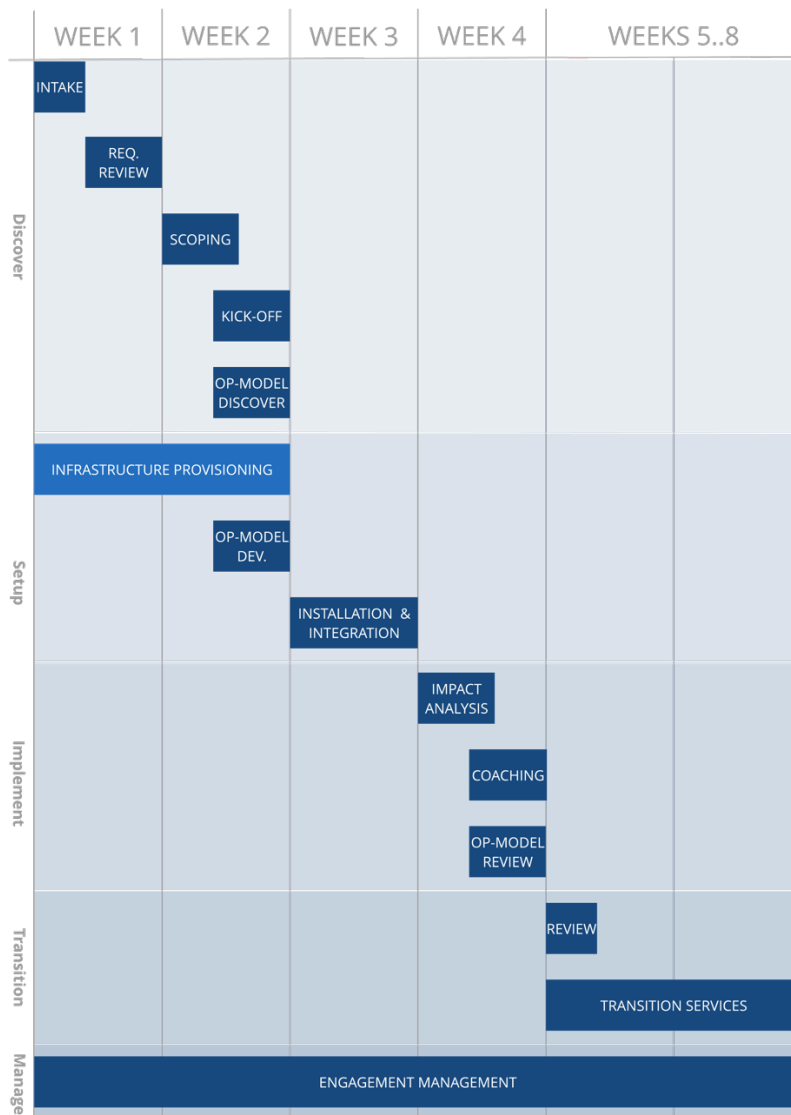 WEEK 1
WEEK 2
WEEK 3
WEEK 4
WEEKS 5..8
Discover
INTAKE
REQ.
REVIEW
SCOPING
KICK-OFF
OP-MODEL
DISCOVER
Setup
INFRASTRUCTURE PROVISIONING
OP-MODEL
DEV.
INSTALLATION &
INTEGRATION
Implement
IMPACT
ANALYSIS
COACHING
OP-MODEL
REVIEW
Transition
REVIEW
TRANSITION SERVICES
Manage
ENGAGEMENT MANAGEMENT